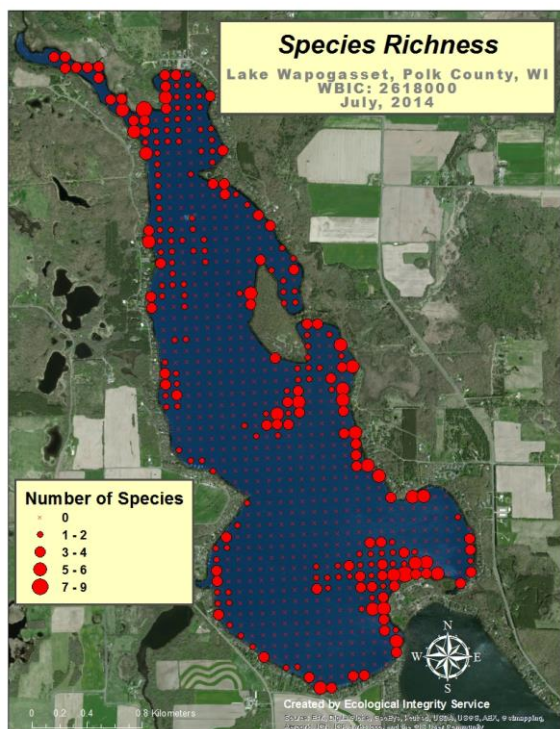 Species Richness
Lake Wapogasset, Polk County, WI
WBIC: 2618000
July, 2014
Number of Species
0
1 - 2
3 - 4
5 - 6
7 - 9
N
W E
S
0 0.2 0.4 0.8 Kilometers
Created by Ecological Integrity Service